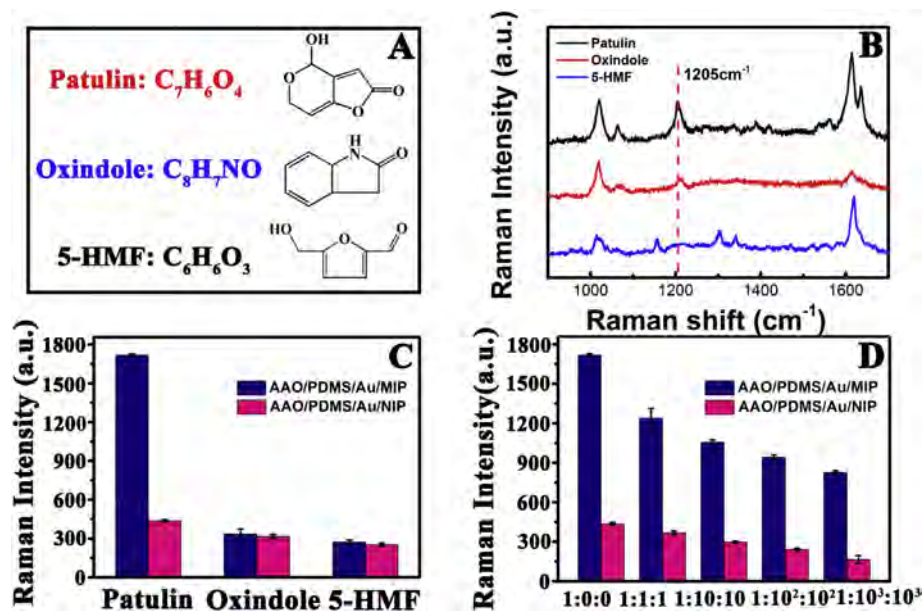 A
Patulin: C₇H₆O₄
OH
O
O
O
Oxindole: C₈H₇NO
NH
O
5-HMF: C₆H₆O₃
HO
O
O
B
Raman Intensity (a.u.)
Patulin
Oxindole
5-HMF
1205cm⁻¹
1000 1200 1400 1600
Raman shift (cm⁻¹)
C
Raman Intensity (a.u.)
1800
1500
1200
900
600
300
0
AAO/PDMS/Au/MIP
AAO/PDMS/Au/NIP
Patulin Oxindole 5-HMF
D
Raman Intensity(a.u.)
1800
1500
1200
900
600
300
0
AAO/PDMS/Au/MIP
AAO/PDMS/Au/NIP
1:0:0 1:1:1 1:10:10 1:10²:10² 1:10³:10³